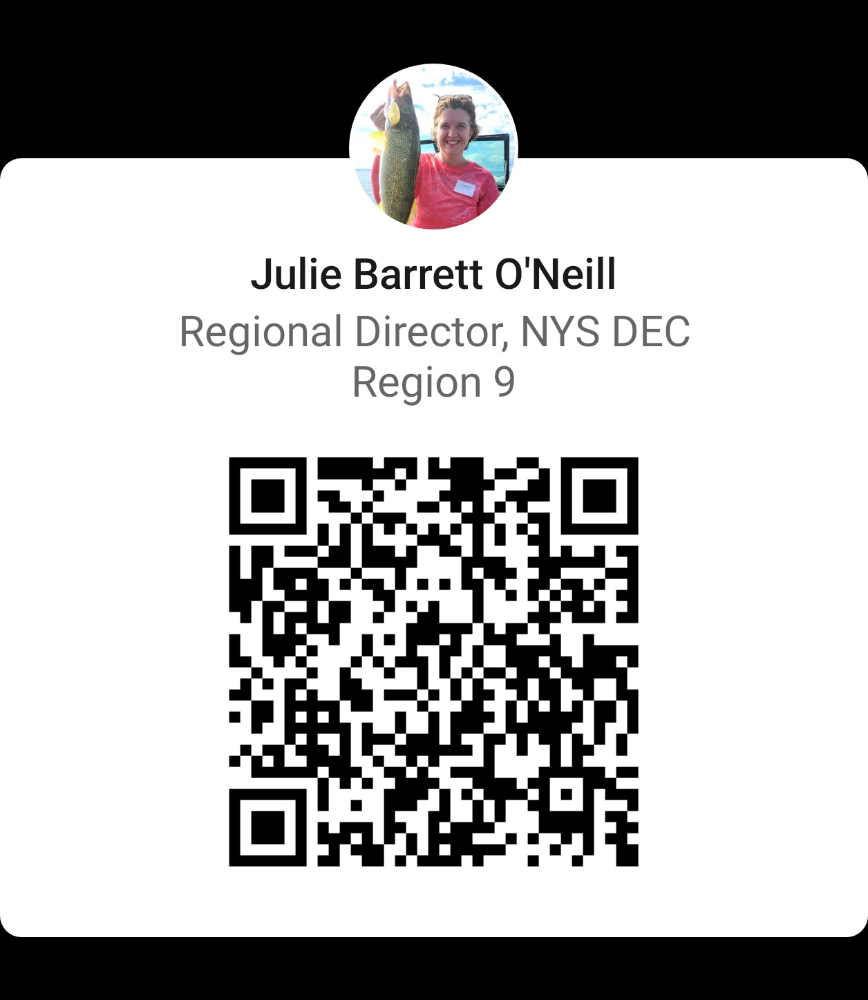 Julie Barrett O'Neill
Regional Director, NYS DEC
Region 9